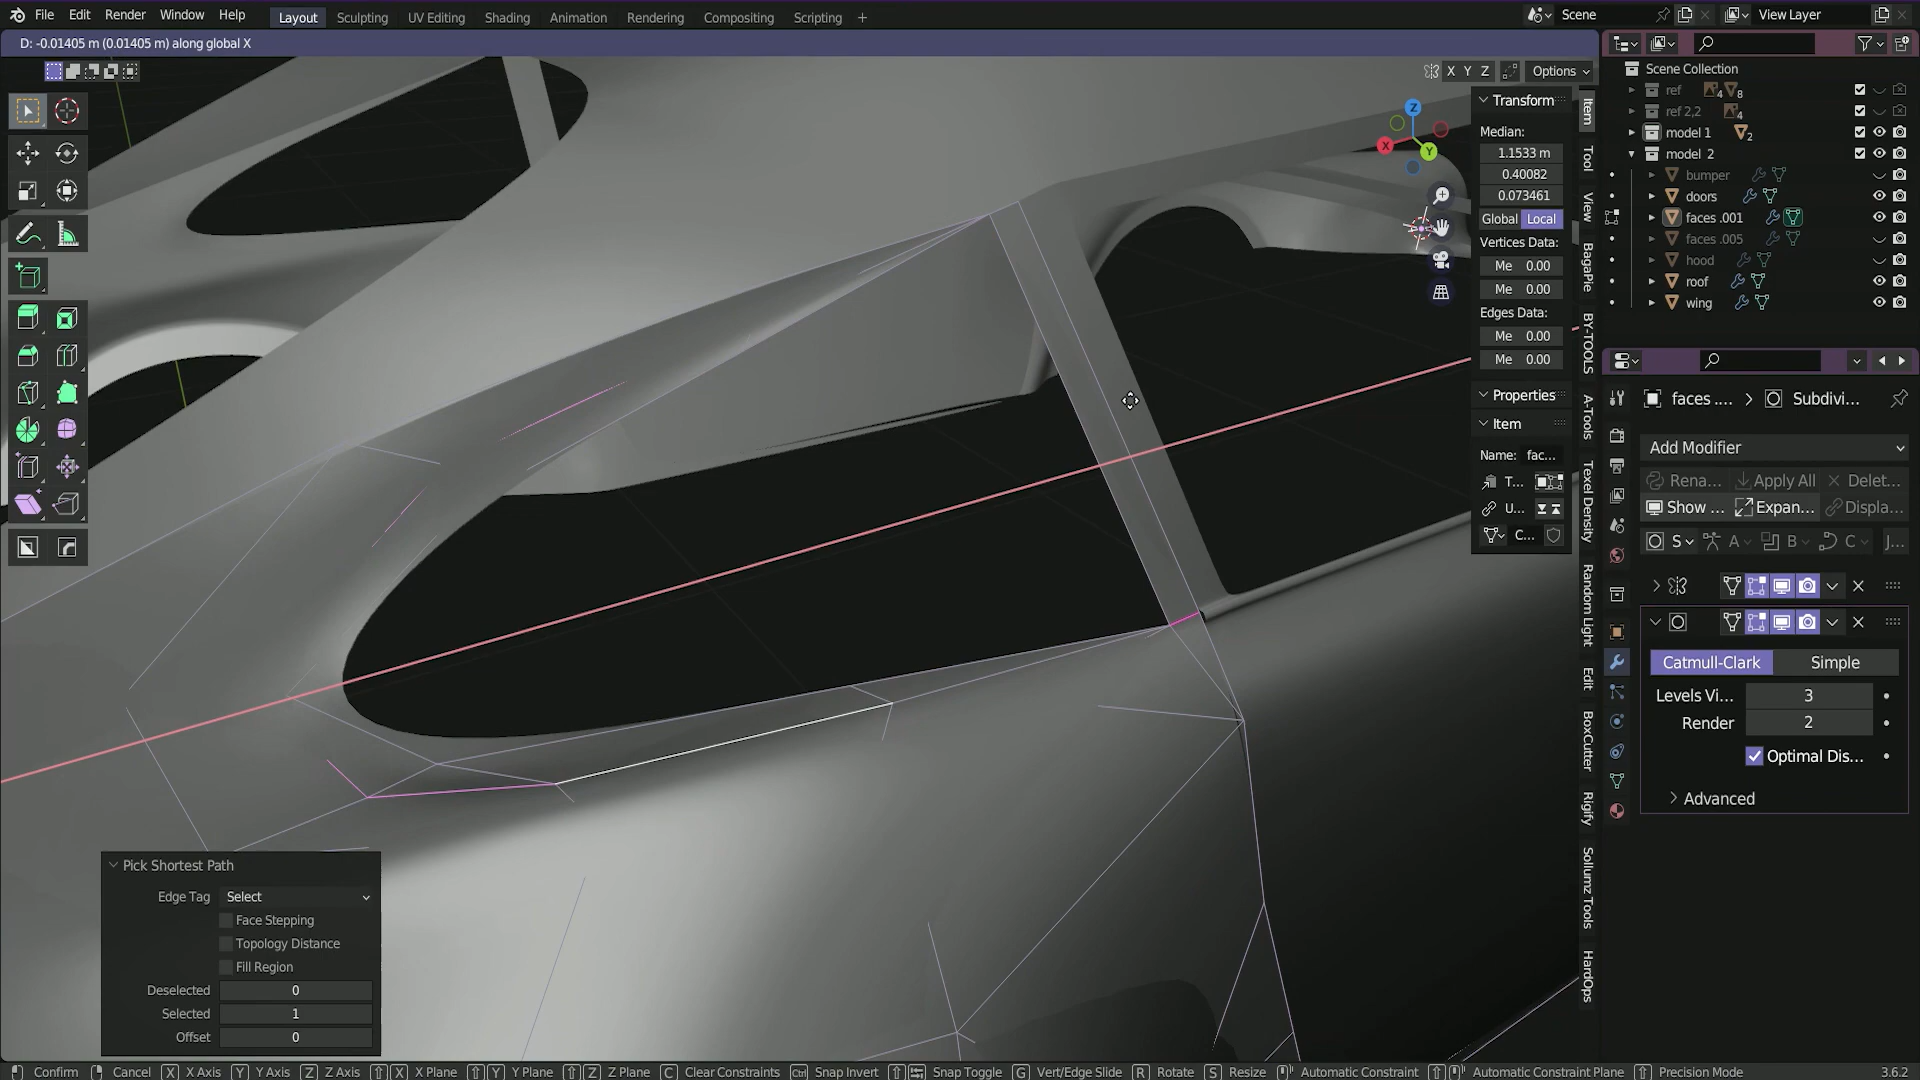 File Edit Render Window Help
Layout Sculpting UV Editing Shading Animation Rendering Compositing Scripting +
Scene View Layer
D: -0.01405 m (0.01405 m) along global X
X Y Z Options
Scene Collection
ref 4 8
ref 2,2 4
model 1 2
model 2
bumper
doors
faces .001
faces .005
hood
roof
wing
Z
X
Y
Transform
Median:
1.1533 m
0.40082
0.073461
Global Local
Vertices Data:
Me 0.00
Me 0.00
Edges Data:
Me 0.00
Me 0.00
Properties
Item
Name: fac...
T...
U...
C...
Item
Tool
View
BagaPie
BY-TOOLS
A-Tools
Texel Density
Random Light
Edit
BoxCutter
Rigify
Sollumz Tools
HardOps
faces .... > Subdivi...
Add Modifier
Rena... Apply All Delet...
Show ... Expan... Displa...
S A B C J...
Catmull-Clark Simple
Levels Vi... 3
Render 2
Optimal Dis...
Advanced
Pick Shortest Path
Edge Tag Select
Face Stepping
Topology Distance
Fill Region
Deselected 0
Selected 1
Offset 0
Confirm Cancel X X Axis Y Y Axis Z Z Axis X X Plane Y Y Plane Z Z Plane C Clear Constraints Ctrl Snap Invert Snap Toggle G Vert/Edge Slide R Rotate S Resize Automatic Constraint Automatic Constraint Plane Precision Mode 3.6.2